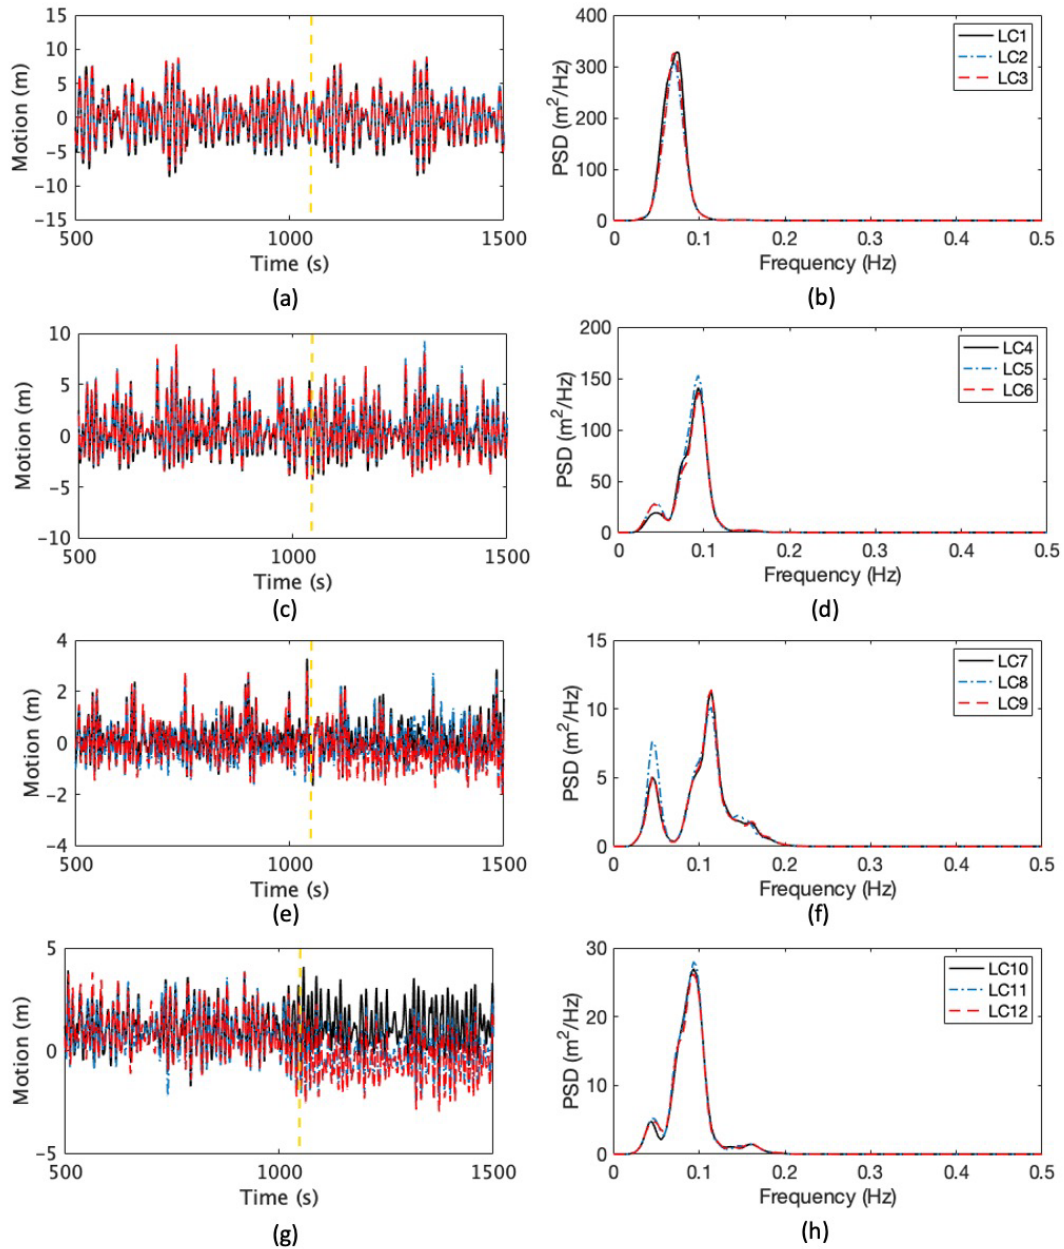 15
10
5
0
−5
−10
−15
500
1000
1500
Motion (m)
Time (s)
(a)
400
300
200
100
0
0
0.1
0.2
0.3
0.4
0.5
PSD (m²/Hz)
Frequency (Hz)
LC1
LC2
LC3
(b)
10
5
0
−5
−10
500
1000
1500
Motion (m)
Time (s)
(c)
200
150
100
50
0
0
0.1
0.2
0.3
0.4
0.5
PSD (m²/Hz)
Frequency (Hz)
LC4
LC5
LC6
(d)
4
2
0
−2
−4
500
1000
1500
Motion (m)
Time (s)
(e)
15
10
5
0
0
0.1
0.2
0.3
0.4
0.5
PSD (m²/Hz)
Frequency (Hz)
LC7
LC8
LC9
(f)
5
0
−5
500
1000
1500
Motion (m)
Time (s)
(g)
30
20
10
0
0
0.1
0.2
0.3
0.4
0.5
PSD (m²/Hz)
Frequency (Hz)
LC10
LC11
LC12
(h)